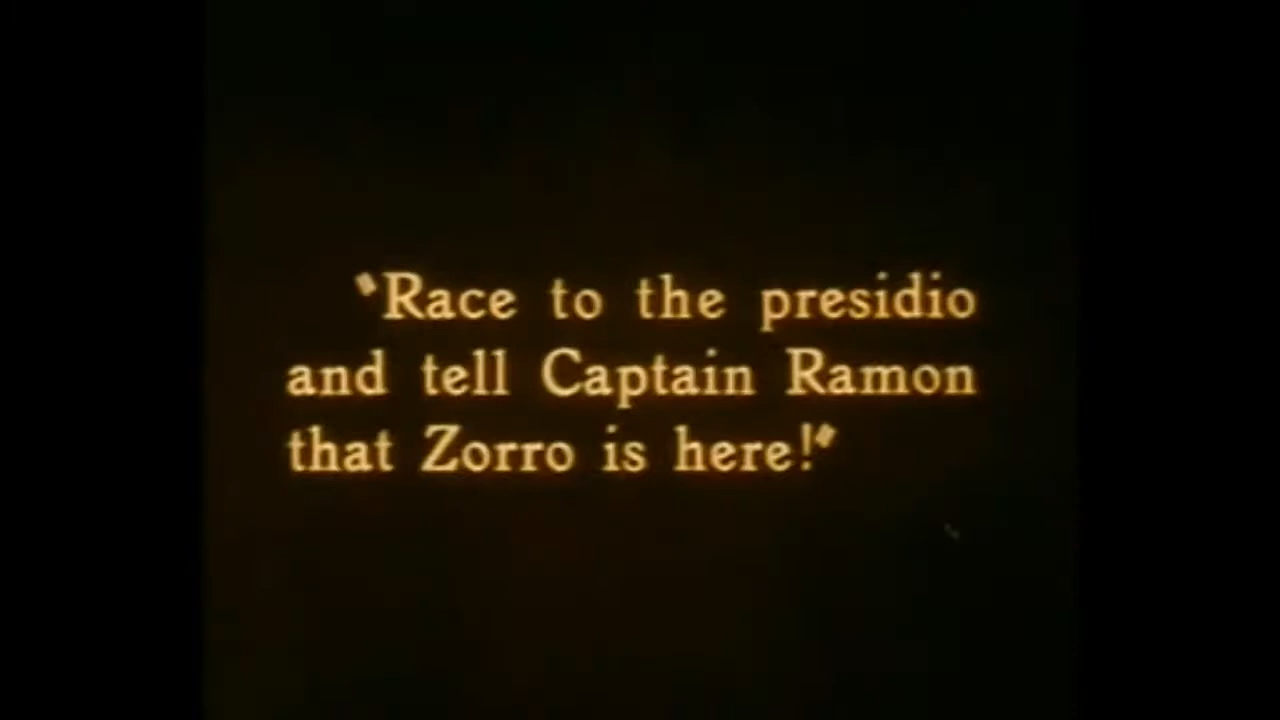 "Race to the presidio
and tell Captain Ramon
that Zorro is here!"